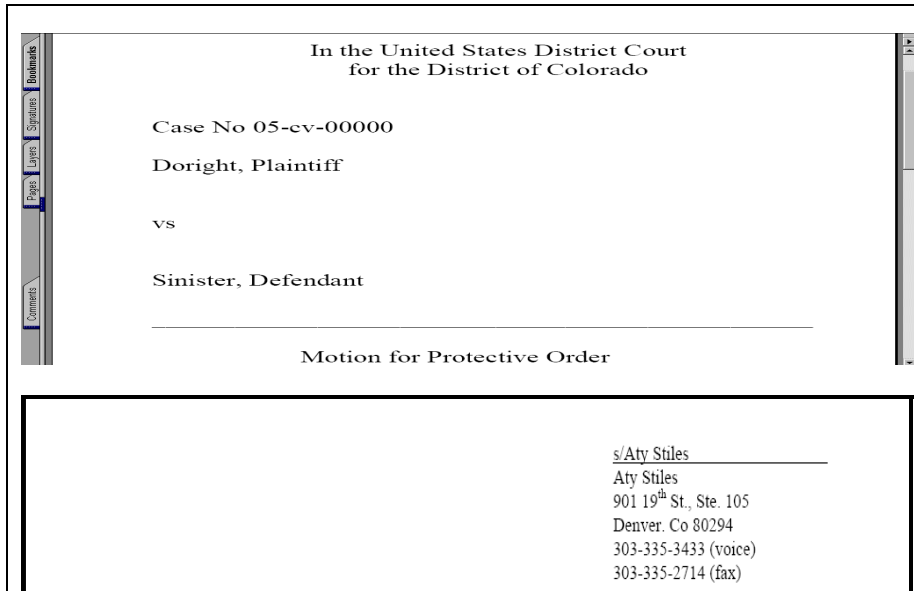 Bookmarks
Signatures
Layers
Pages
Comments
In the United States District Court
for the District of Colorado
Case No 05-cv-00000
Doright, Plaintiff
vs
Sinister, Defendant
Motion for Protective Order
s/Aty Stiles
Aty Stiles
901 19th St., Ste. 105
Denver. Co 80294
303-335-3433 (voice)
303-335-2714 (fax)